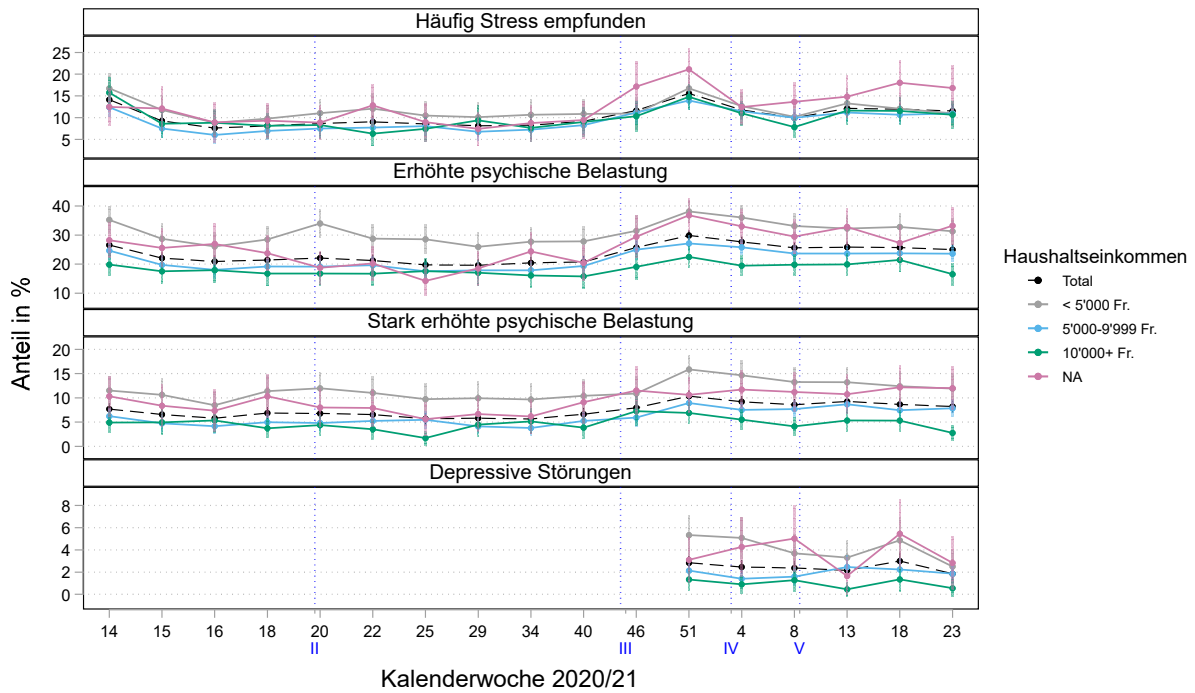 Häufig Stress empfunden
25
20
15
10
5
Erhöhte psychische Belastung
40
30
20
10
Stark erhöhte psychische Belastung
20
15
10
5
0
Depressive Störungen
8
6
4
2
0
Anteil in %
14 15 16 18 20 22 25 29 34 40 46 51 4 8 13 18 23
II III IV V
Kalenderwoche 2020/21
Haushaltseinkommen
Total
< 5'000 Fr.
5'000-9'999 Fr.
10'000+ Fr.
NA